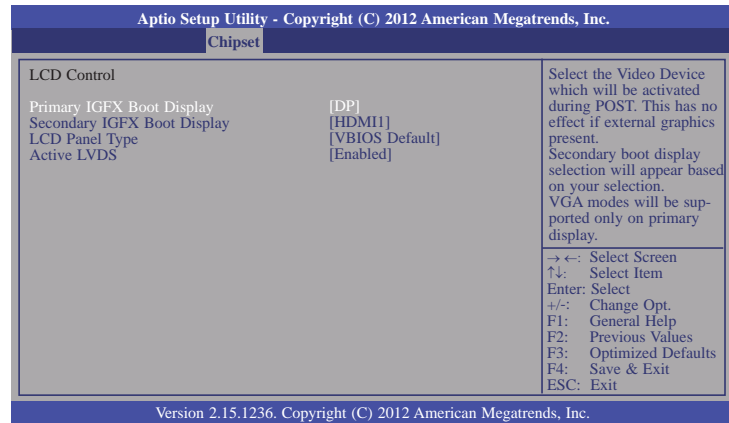 Aptio Setup Utility - Copyright (C) 2012 American Megatrends, Inc.
Chipset
LCD Control
Primary IGFX Boot Display [DP]
Secondary IGFX Boot Display [HDMI1]
LCD Panel Type [VBIOS Default]
Active LVDS [Enabled]
Select the Video Device
which will be activated
during POST. This has no
effect if external graphics
present.
Secondary boot display
selection will appear based
on your selection.
VGA modes will be sup-
ported only on primary
display.
→←: Select Screen
↑↓: Select Item
Enter: Select
+/-: Change Opt.
F1: General Help
F2: Previous Values
F3: Optimized Defaults
F4: Save & Exit
ESC: Exit
Version 2.15.1236. Copyright (C) 2012 American Megatrends, Inc.